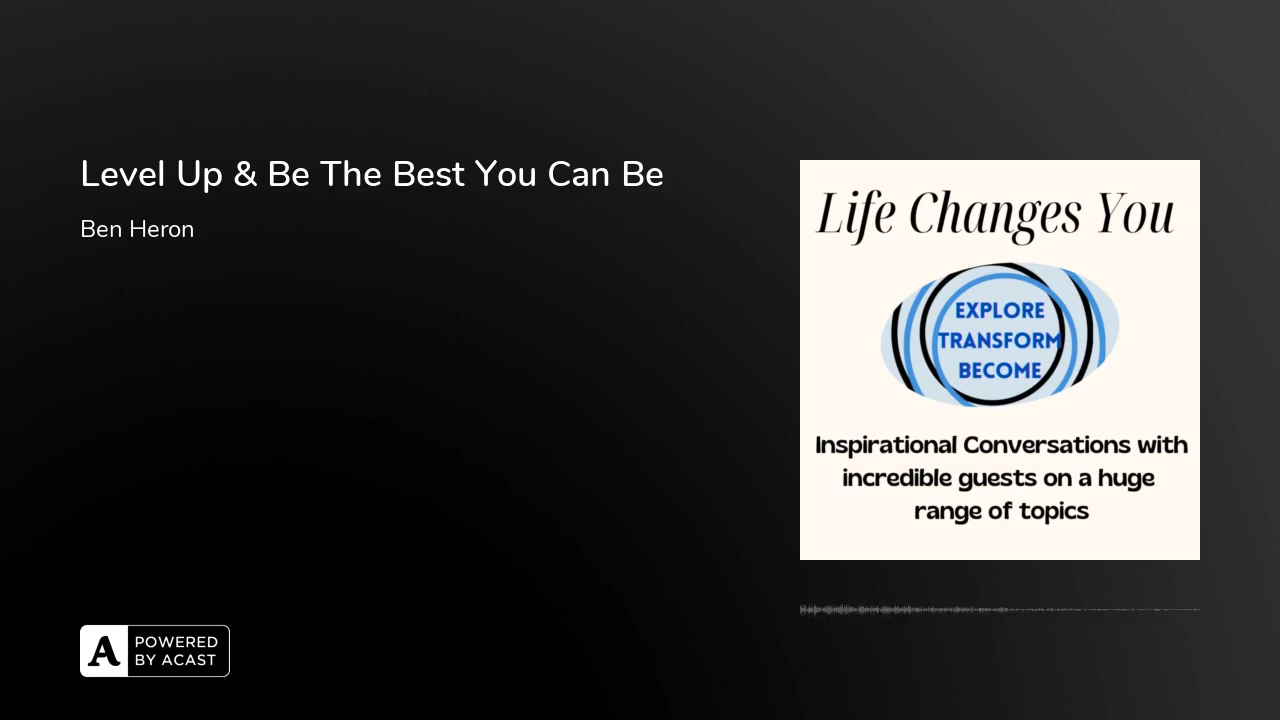 Level Up & Be The Best You Can Be
Ben Heron
Life Changes You
EXPLORE
TRANSFORM
BECOME
Inspirational Conversations with
incredible guests on a huge
range of topics
A
POWERED
BY ACAST